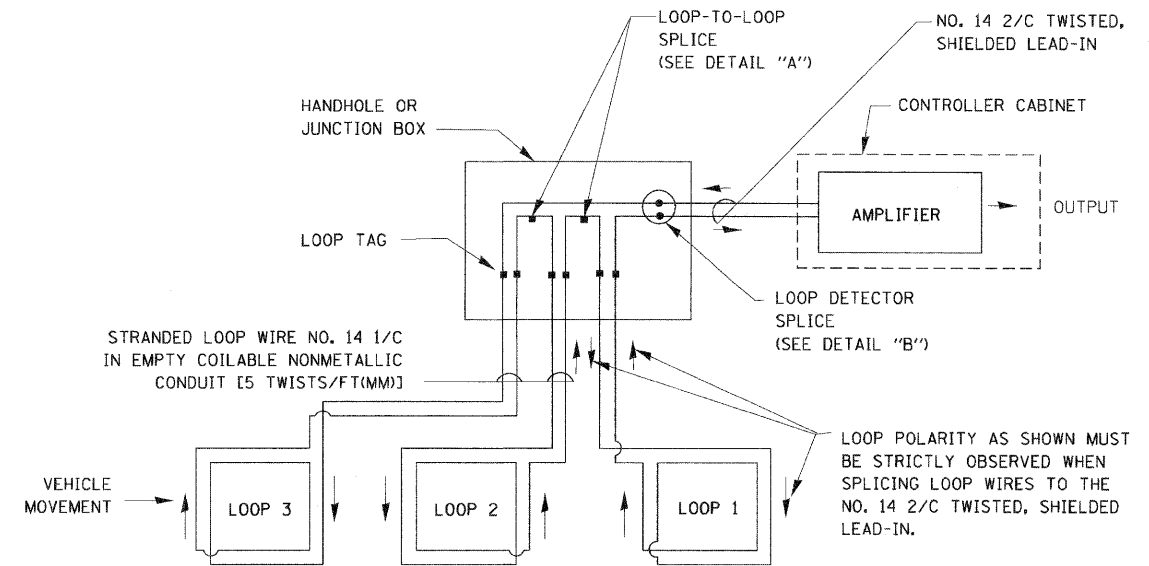 LOOP-TO-LOOP
SPLICE
(SEE DETAIL "A")
NO. 14 2/C TWISTED,
SHIELDED LEAD-IN
HANDHOLE OR
JUNCTION BOX
CONTROLLER CABINET
AMPLIFIER
OUTPUT
LOOP TAG
LOOP DETECTOR
SPLICE
(SEE DETAIL "B")
STRANDED LOOP WIRE NO. 14 1/C
IN EMPTY COILABLE NONMETALLIC
CONDUIT [5 TWISTS/FT(MM)]
LOOP POLARITY AS SHOWN MUST
BE STRICTLY OBSERVED WHEN
SPLICING LOOP WIRES TO THE
NO. 14 2/C TWISTED, SHIELDED
LEAD-IN.
VEHICLE
MOVEMENT
LOOP 3
LOOP 2
LOOP 1